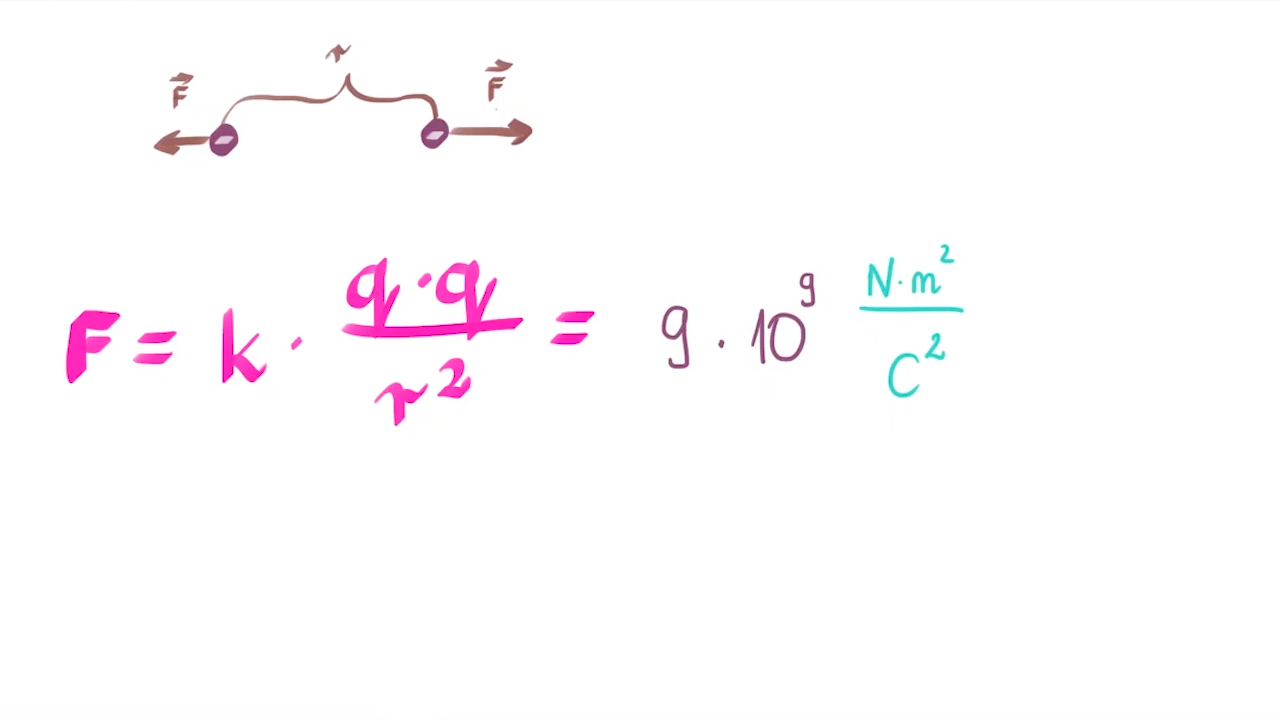 r
F⃗ F⃗
- -
F = k · q · q / r² = 9 · 10⁹ N · m² / C²